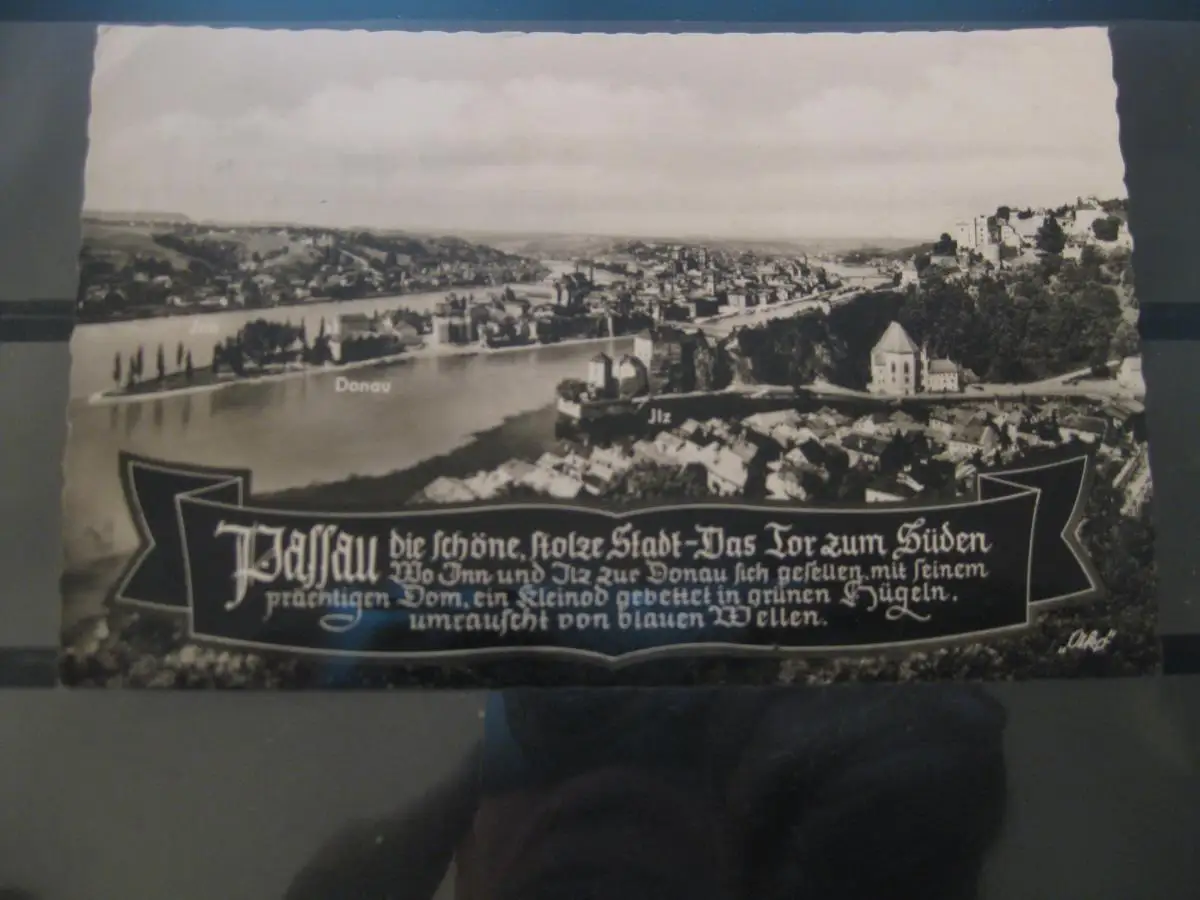 Donau
Ilz
Passau die schöne, stolze Stadt-Das Tor zum Süden
Wo Inn und Ilz zur Donau sich gesellen, mit seinem
prächtigen Dom, ein Kleinod gebettet in grünen Hügeln,
umrauscht von blauen Wellen.